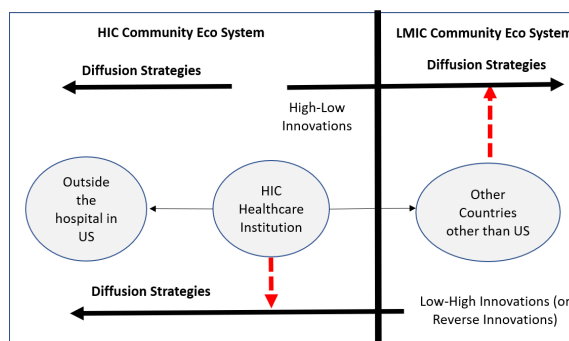 HIC Community Eco System
LMIC Community Eco System
Diffusion Strategies
Diffusion Strategies
High-Low
Innovations
Outside
the
hospital in
US
HIC
Healthcare
Institution
Other
Countries
other than US
Diffusion Strategies
Low-High Innovations (or
Reverse Innovations)